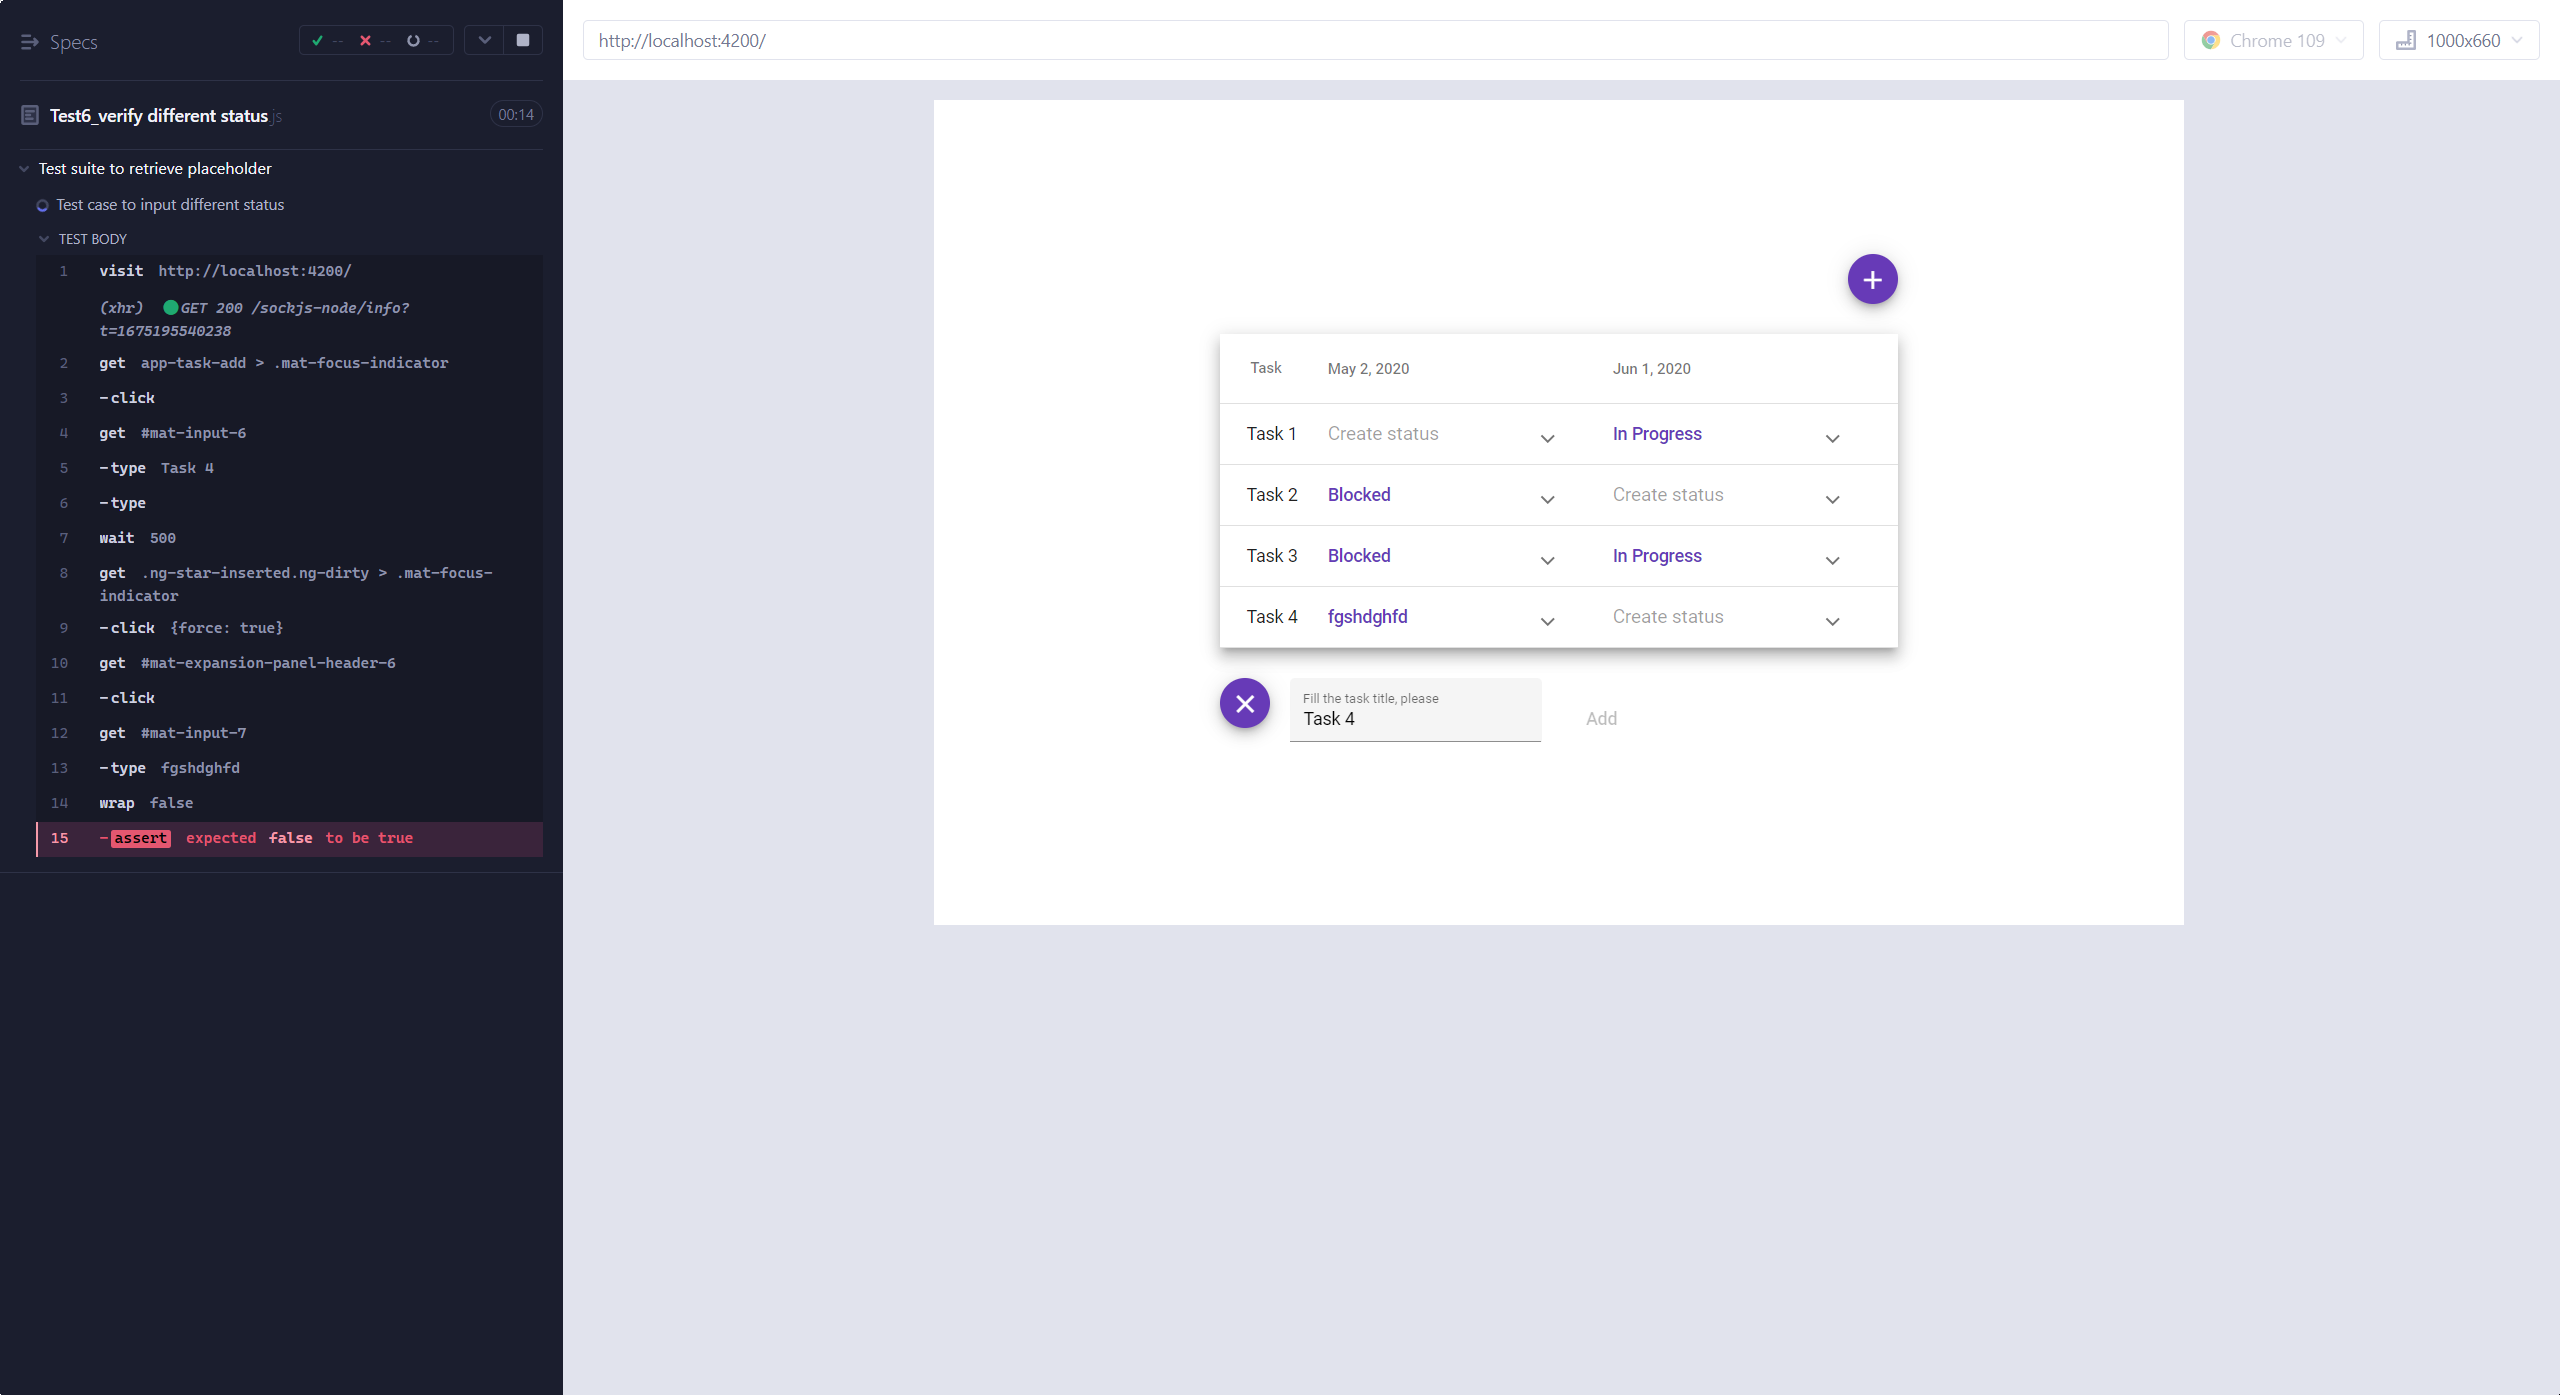 Specs
--
--
--
http://localhost:4200/
Chrome 109
1000x660
Test6_verify different status.js
00:14
Test suite to retrieve placeholder
Test case to input different status
TEST BODY
1 visit http://localhost:4200/
(xhr) GET 200 /sockjs-node/info?
t=1675195540238
2 get app-task-add > .mat-focus-indicator
3 -click
4 get #mat-input-6
5 -type Task 4
6 -type
7 wait 500
8 get .ng-star-inserted.ng-dirty > .mat-focus-
indicator
9 -click {force: true}
10 get #mat-expansion-panel-header-6
11 -click
12 get #mat-input-7
13 -type fgshdghfd
14 wrap false
15 -assert expected false to be true
Task May 2, 2020 Jun 1, 2020
Task 1 Create status In Progress
Task 2 Blocked Create status
Task 3 Blocked In Progress
Task 4 fgshdghfd Create status
Fill the task title, please
Task 4
Add